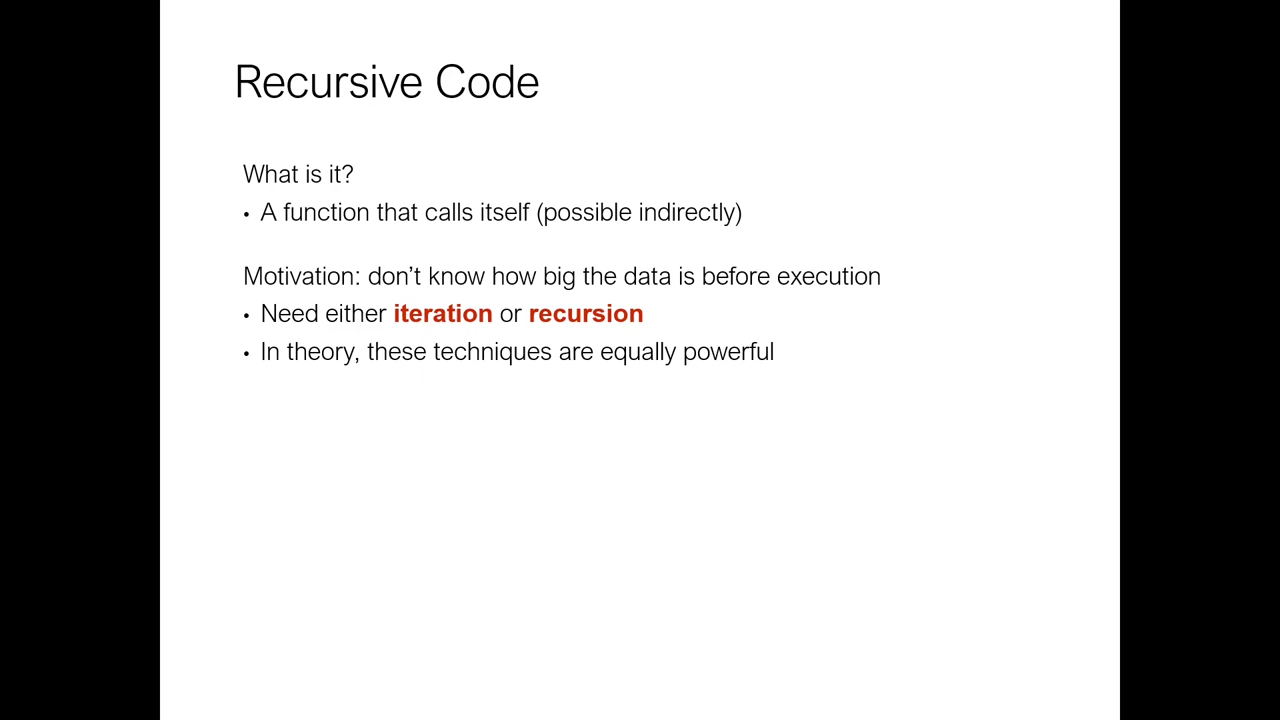 Recursive Code
What is it?
• A function that calls itself (possible indirectly)
Motivation: don’t know how big the data is before execution
• Need either iteration or recursion
• In theory, these techniques are equally powerful